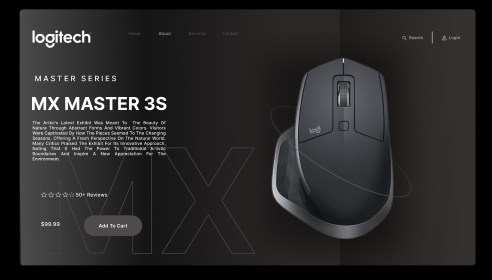 logitech
Home About Services Contact
Search Login
MASTER SERIES
MX MASTER 3S
The Artist's Latest Exhibit Was Meant To The Beauty Of
Nature Through Abstract Forms And Vibrant Colors. Visitors
Were Captivated By How The Pieces Seemed To The Changing
Seasons, Offering A Fresh Perspective On The Natural World.
Many Critics Praised The Exhibit For Its Innovative Approach,
Noting That It Had The Power To Traditional Artistic
Boundaries And Inspire A New Appreciation For The
Environment.
50+ Reviews
$99.99
Add To Cart
MX
logi